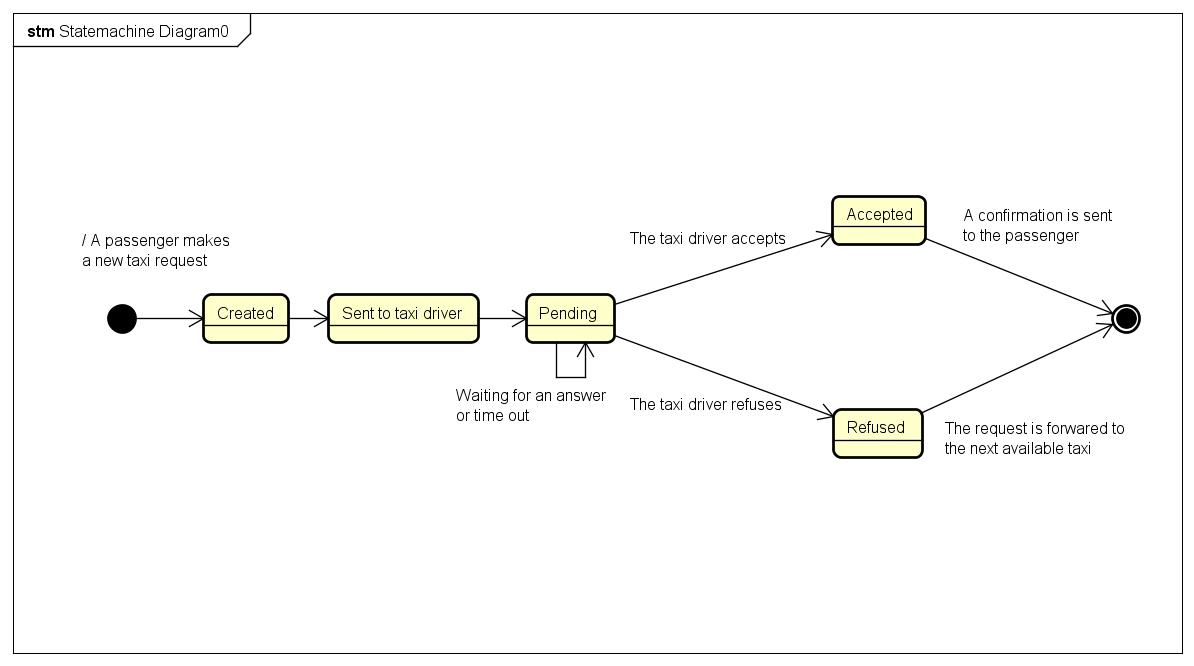 stm Statemachine Diagram0
/ A passenger makes
a new taxi request
Created
Sent to taxi driver
Pending
Waiting for an answer
or time out
The taxi driver accepts
The taxi driver refuses
Accepted
A confirmation is sent
to the passenger
Refused
The request is forwared to
the next available taxi